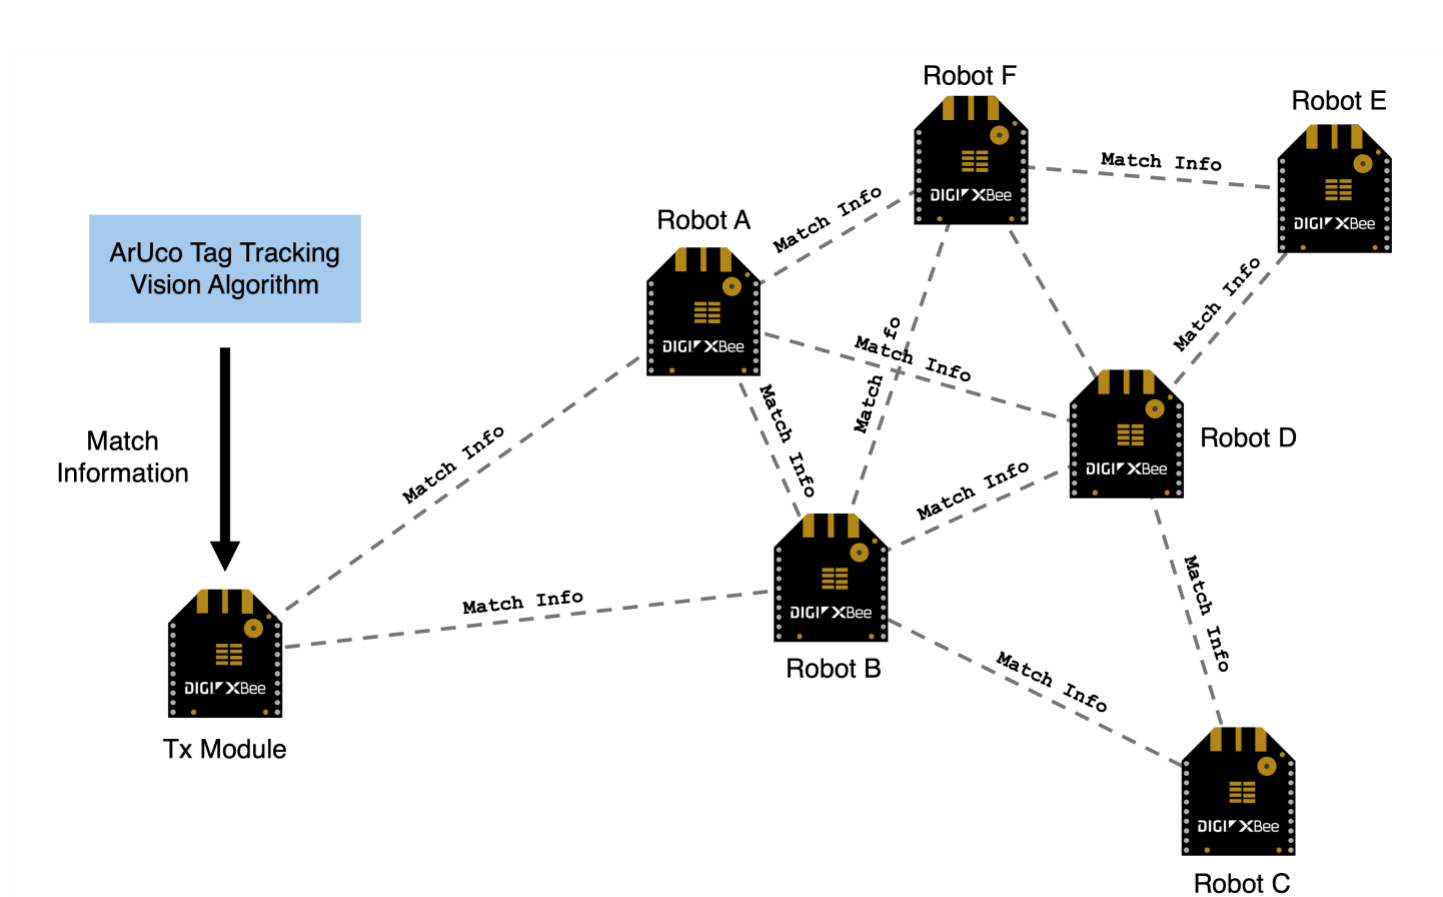 Robot F
Robot E
Match Info
DIGI XBee
DIGI XBee
Match Info
Robot A
ArUco Tag Tracking
Vision Algorithm
Match Info
DIGI XBee
Match Info
Match fo
Match Info
Match
Information
Robot D
DIGI XBee
Match Info
Match Info
Match Info
Match Info
DIGI XBee
Match Info
Robot B
DIGI XBee
Match Info
Tx Module
DIGI XBee
Robot C